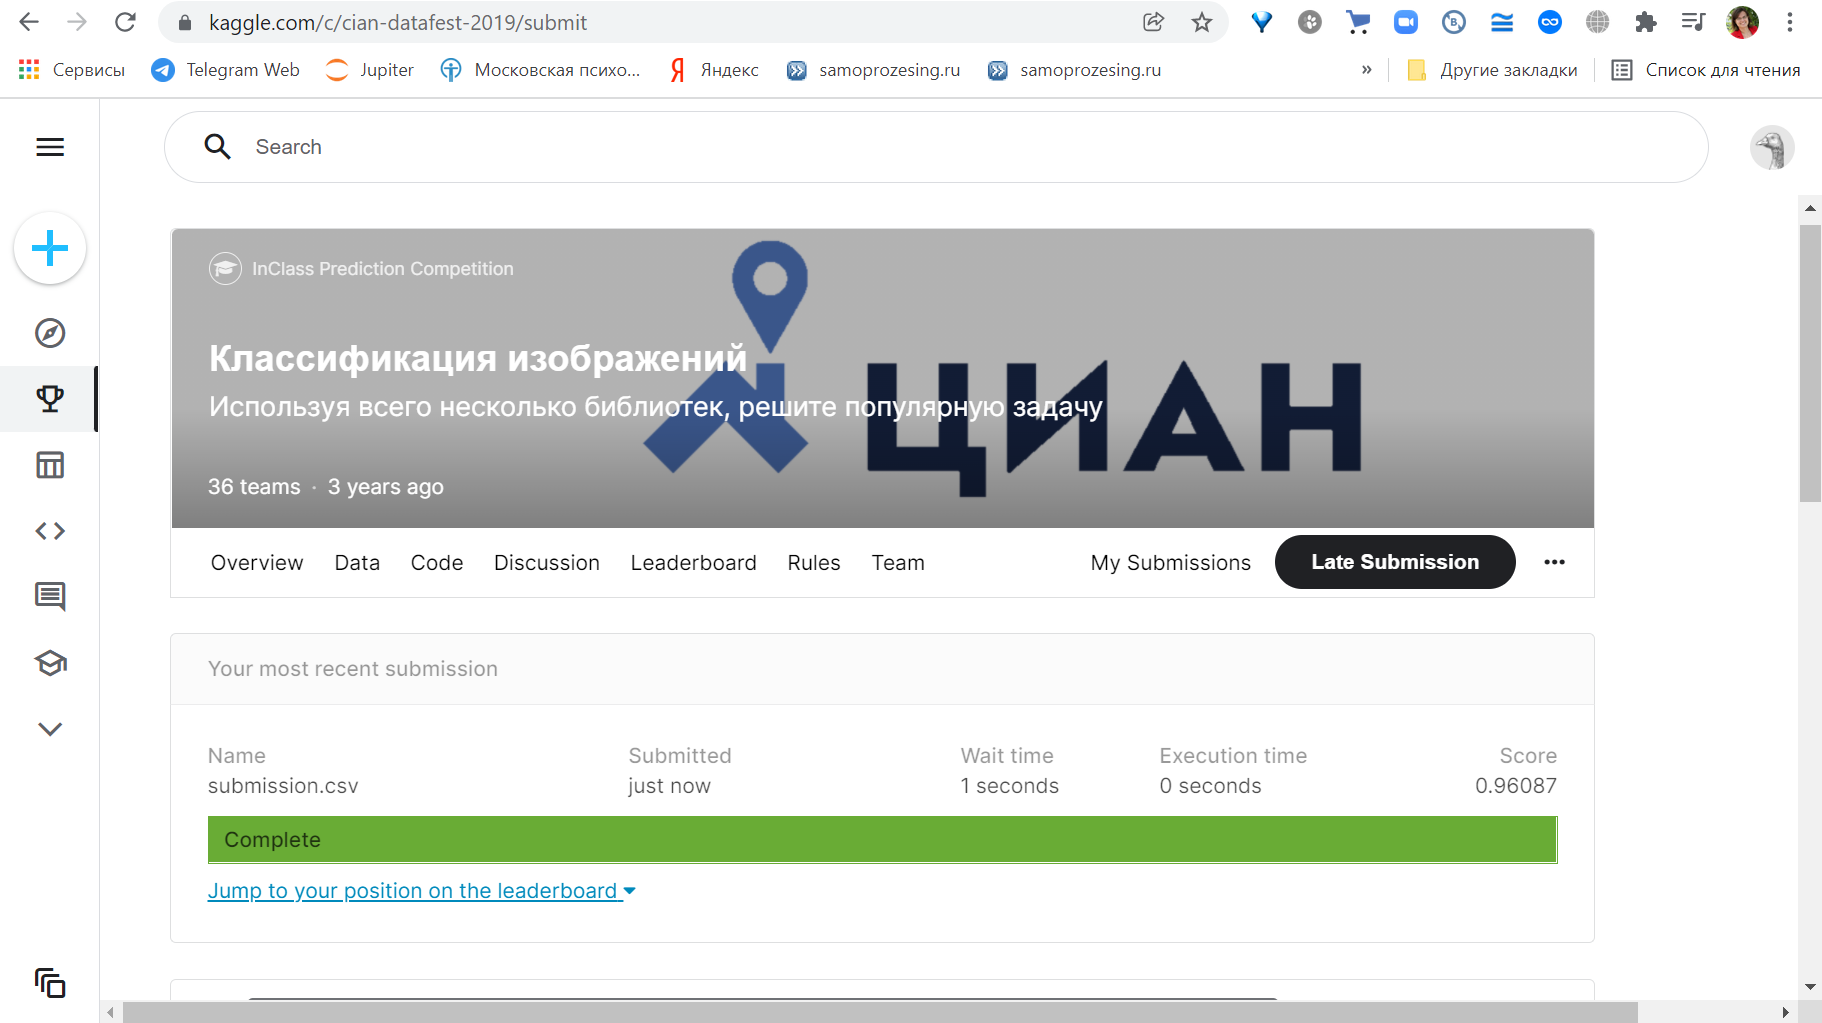 kaggle.com/c/cian-datafest-2019/submit
Сервисы Telegram Web Jupiter Московская психо... Яндекс samoprozesing.ru samoprozesing.ru » Другие закладки Список для чтения
Search
InClass Prediction Competition
Классификация изображений
Используя всего несколько библиотек, решите популярную задачу
ЦИАН
36 teams · 3 years ago
Overview Data Code Discussion Leaderboard Rules Team My Submissions Late Submission
Your most recent submission
Name Submitted Wait time Execution time Score
submission.csv just now 1 seconds 0 seconds 0.96087
Complete
Jump to your position on the leaderboard